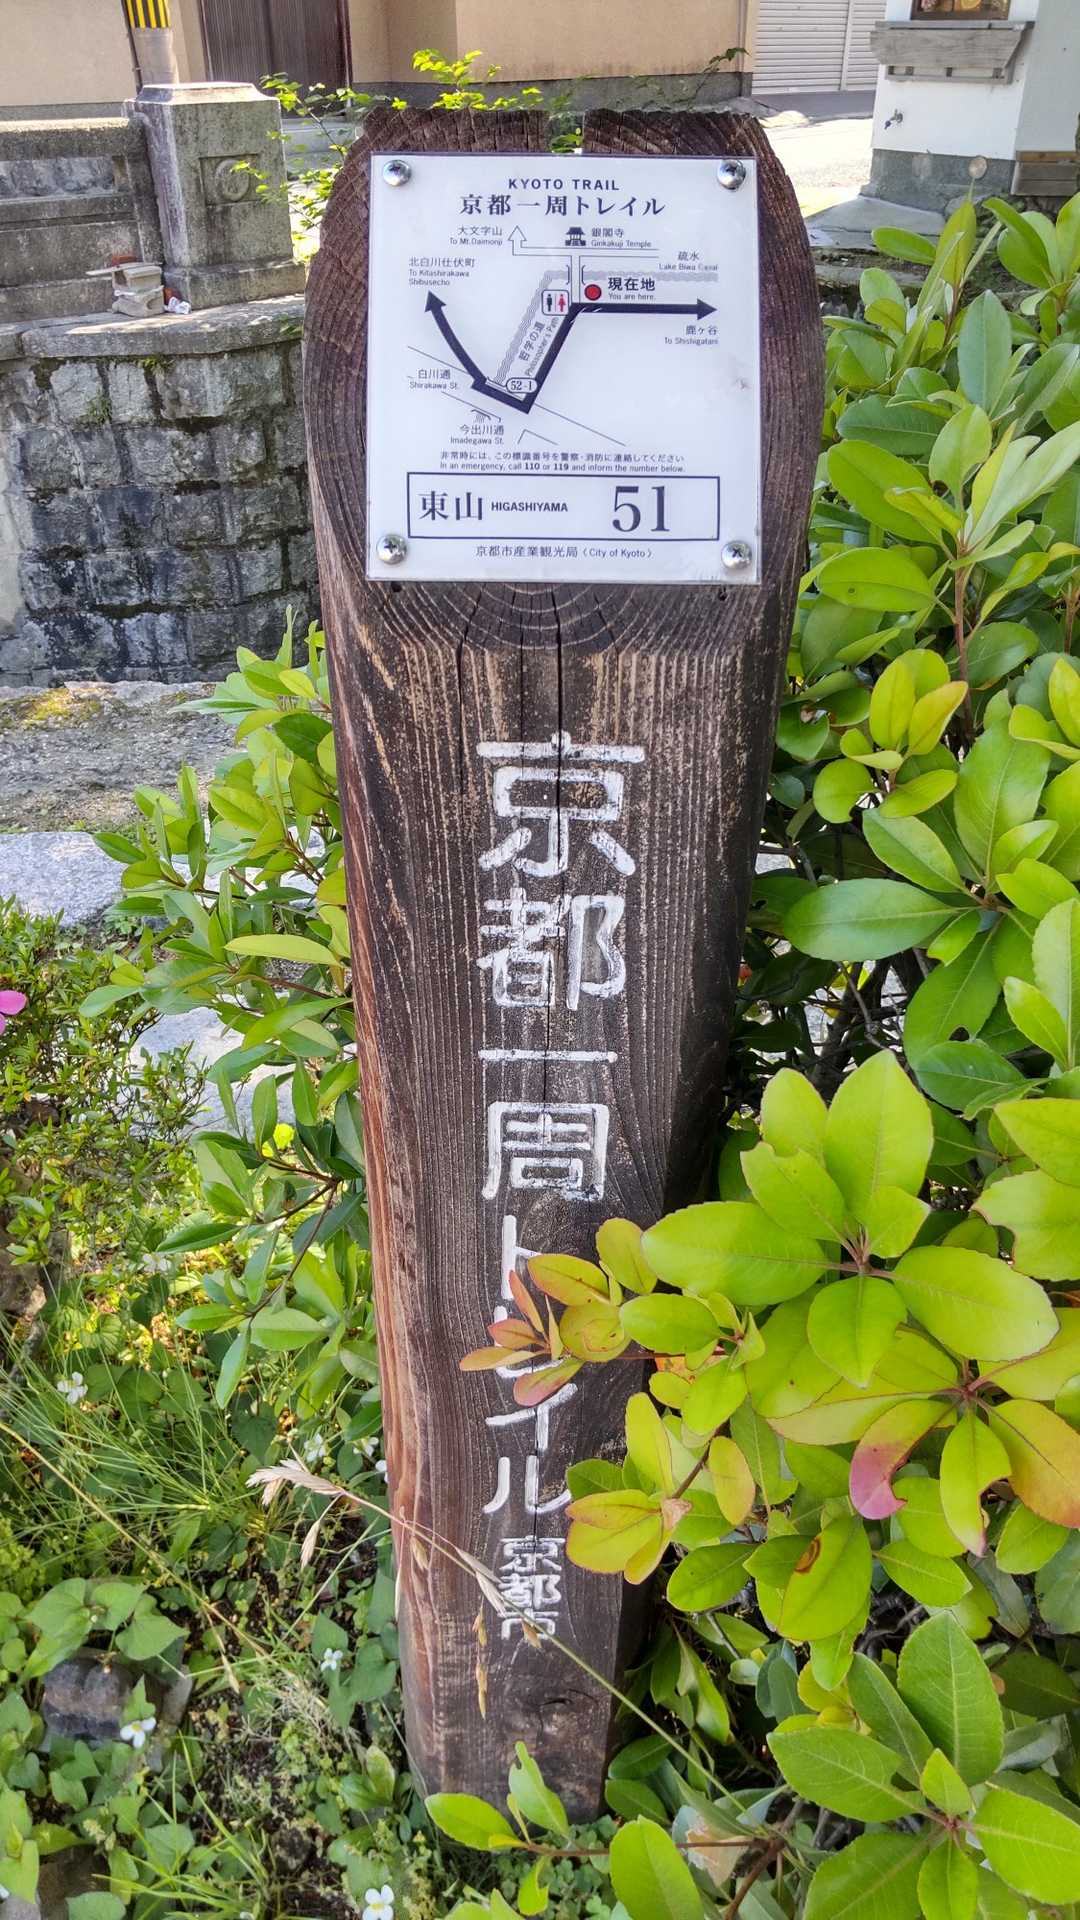 KYOTO TRAIL
京都一周トレイル
大文字山
To Mt.Daimonji
銀閣寺
Ginkakuji Temple
北白川仕伏町
To Kitashirakawa
Shibusecho
疏水
Lake Biwa Canal
現在地
You are here.
鹿ヶ谷
To Shishigatani
哲学の道
Philosopher's Path
白川通
Shirakawa St.
52-1
今出川通
Imadegawa St.
非常時には、この標識番号を警察・消防に連絡してください
In an emergency, call 110 or 119 and inform the number below.
東山 HIGASHIYAMA 51
京都市産業観光局〈City of Kyoto〉
京都一周トレイル
京都市